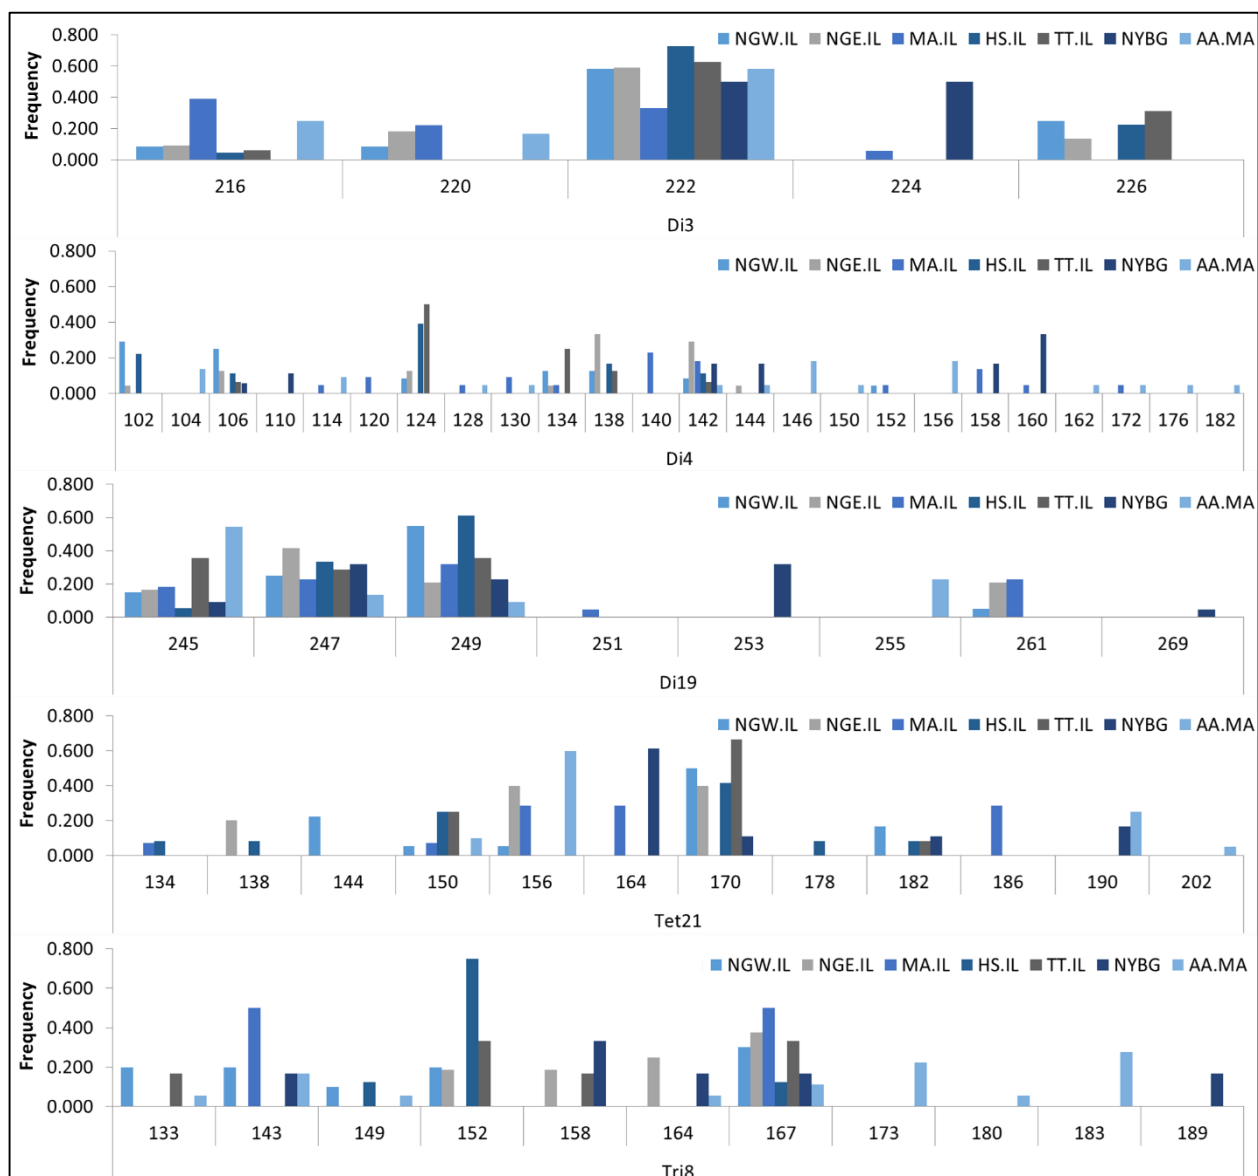 0.800
NGW.IL NGE.IL MA.IL HS.IL TT.IL NYBG AA.MA
0.600
0.400
0.200
0.000
Frequency
216 220 222 224 226
Di3
0.800
NGW.IL NGE.IL MA.IL HS.IL TT.IL NYBG AA.MA
0.600
0.400
0.200
0.000
Frequency
102 104 106 110 114 120 124 128 130 134 138 140 142 144 146 150 152 156 158 160 162 172 176 182
Di4
0.800
NGW.IL NGE.IL MA.IL HS.IL TT.IL NYBG AA.MA
0.600
0.400
0.200
0.000
Frequency
245 247 249 251 253 255 261 269
Di19
0.800
NGW.IL NGE.IL MA.IL HS.IL TT.IL NYBG AA.MA
0.600
0.400
0.200
0.000
Frequency
134 138 144 150 156 164 170 178 182 186 190 202
Tet21
0.800
NGW.IL NGE.IL MA.IL HS.IL TT.IL NYBG AA.MA
0.600
0.400
0.200
0.000
Frequency
133 143 149 152 158 164 167 173 180 183 189
Tri8